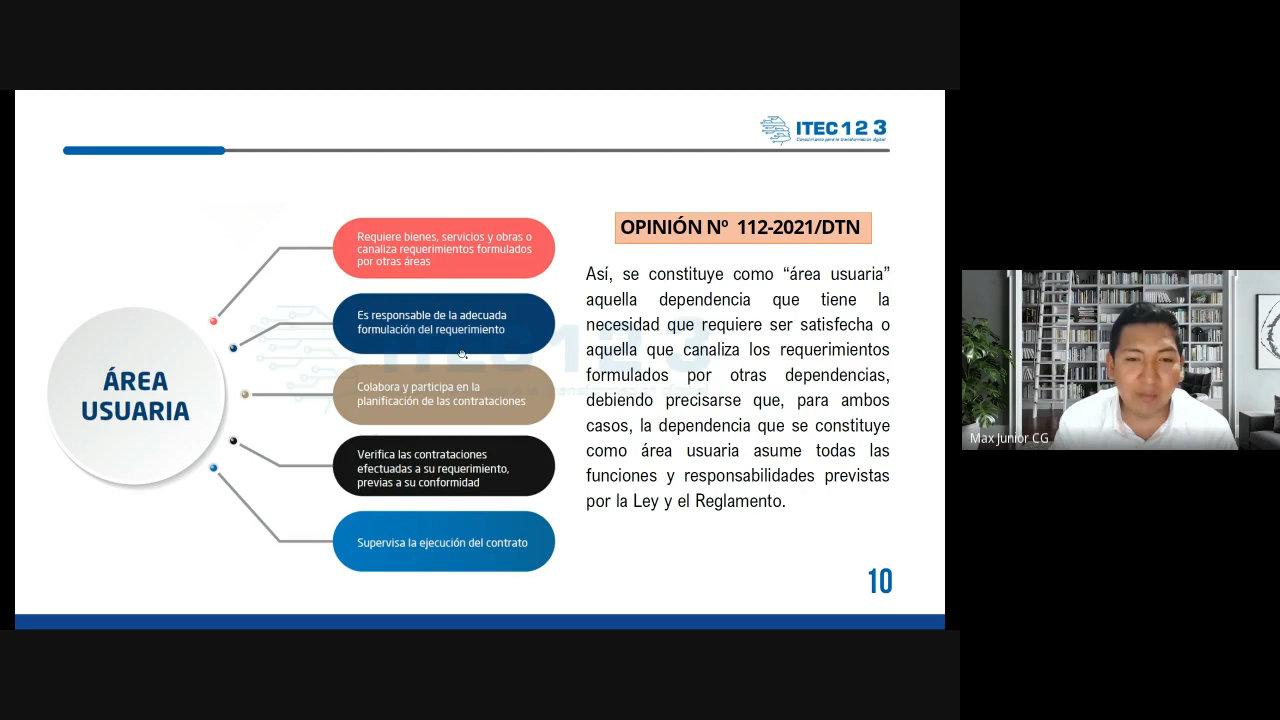 ITEC 1 2 3
Conocimiento para la transformación digital
ÁREA
USUARIA
Requiere bienes, servicios y obras o
canaliza requerimientos formulados
por otras áreas
Es responsable de la adecuada
formulación del requerimiento
Colabora y participa en la
planificación de las contrataciones
Verifica las contrataciones
efectuadas a su requerimiento,
previas a su conformidad
Supervisa la ejecución del contrato
OPINIÓN Nº 112-2021/DTN
Así, se constituye como “área usuaria”
aquella dependencia que tiene la
necesidad que requiere ser satisfecha o
aquella que canaliza los requerimientos
formulados por otras dependencias,
debiendo precisarse que, para ambos
casos, la dependencia que se constituye
como área usuaria asume todas las
funciones y responsabilidades previstas
por la Ley y el Reglamento.
10
Max Junior CG